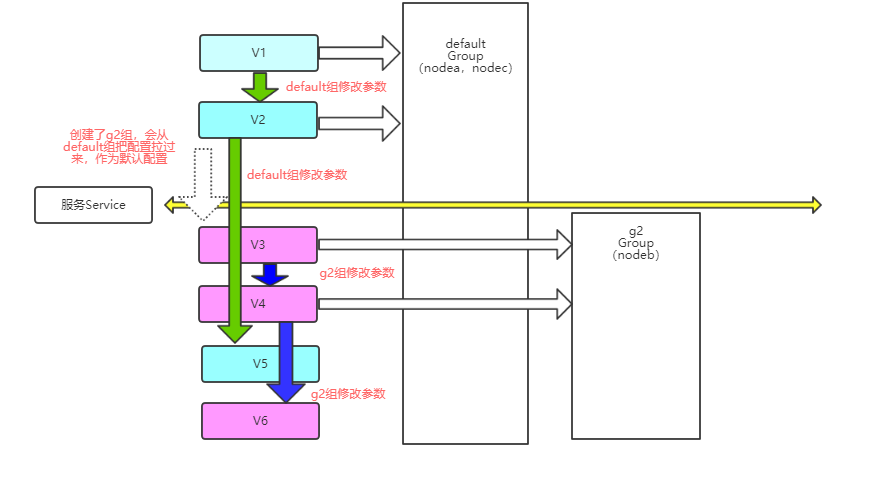 V1
default
Group
（nodea，nodec）
default组修改参数
V2
创建了g2组，会从
default组把配置拉过
来，作为默认配置
default组修改参数
服务Service
V3
g2
Group
（nodeb）
g2组修改参数
V4
V5
g2组修改参数
V6